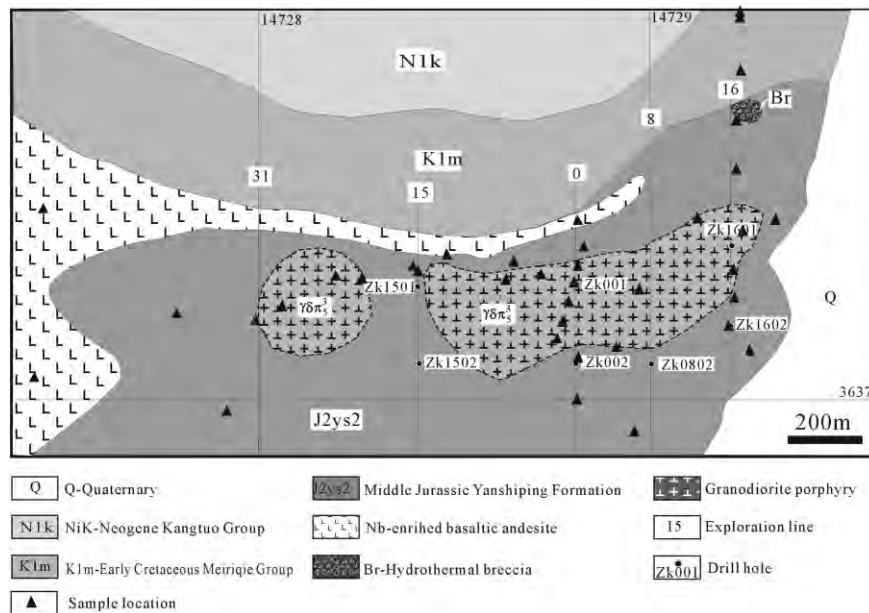 14728
14729
N1k
16
Br
8
K1m
0
31
15
Zk1601
Zk1501
Zk001
γδπ³₅
γδπ³₅
Q
Zk1602
Zk1502
Zk002
Zk0802
3637
J2ys2
200m
Q Q-Quaternary
J2ys2 Middle Jurassic Yanshiping Formation
Granodiorite porphyry
N1k NiK-Neogene Kangtuo Group
Nb-enrihed basaltic andesite
15 Exploration line
K1m K1m-Early Cretaceous Meiriqie Group
Br-Hydrothermal breccia
Zk001 Drill hole
Sample location